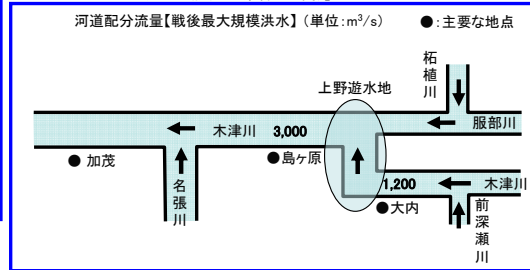 河道配分流量【戦後最大規模洪水】(単位:m³/s)
●:主要な地点
柘植川
上野遊水地
服部川
木津川
3,000
●加茂
●島ヶ原
名張川
1,200
木津川
●大内
前深瀬川